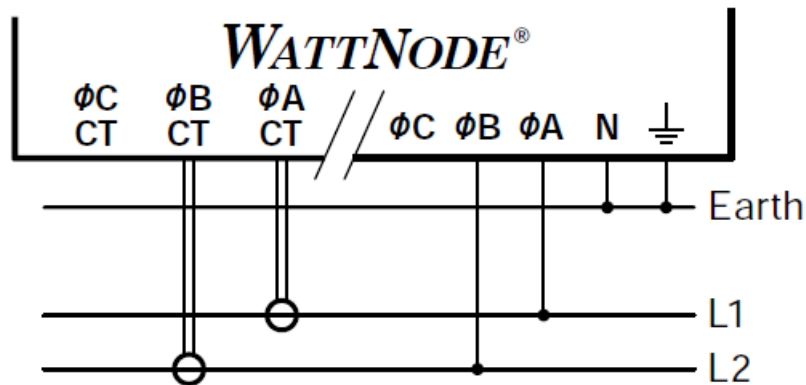 WATTNODE®
ϕC ϕB ϕA
CT CT CT
ϕC ϕB ϕA N
Earth
L1
L2